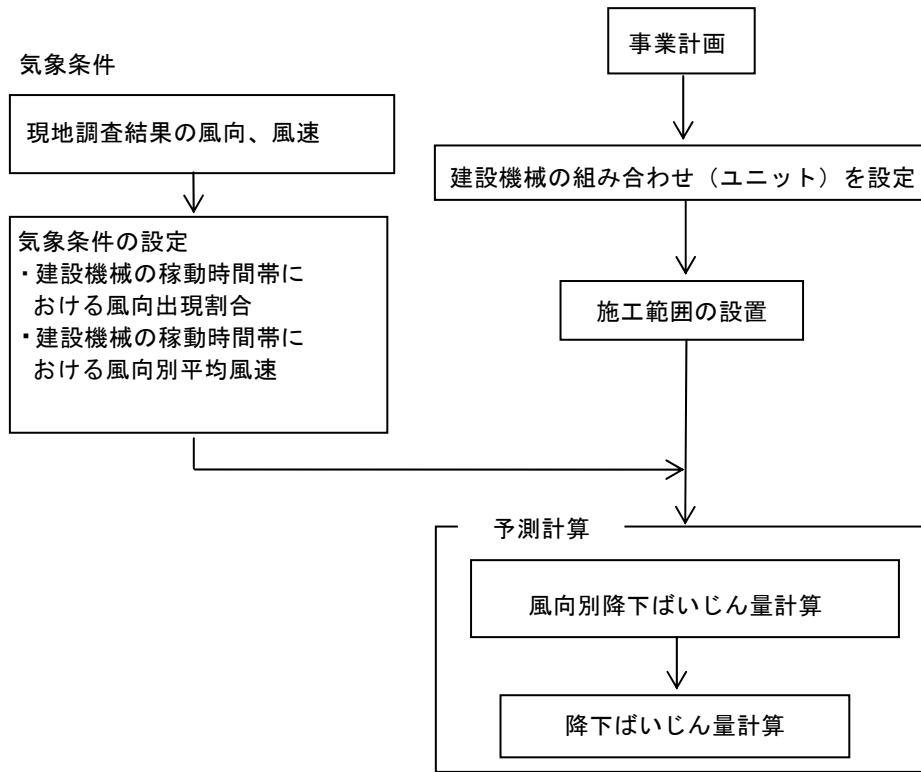 気象条件
現地調査結果の風向、風速
気象条件の設定
・建設機械の稼動時間帯に
おける風向出現割合
・建設機械の稼動時間帯に
おける風向別平均風速
事業計画
建設機械の組み合わせ（ユニット）を設定
施工範囲の設置
予測計算
風向別降下ばいじん量計算
降下ばいじん量計算